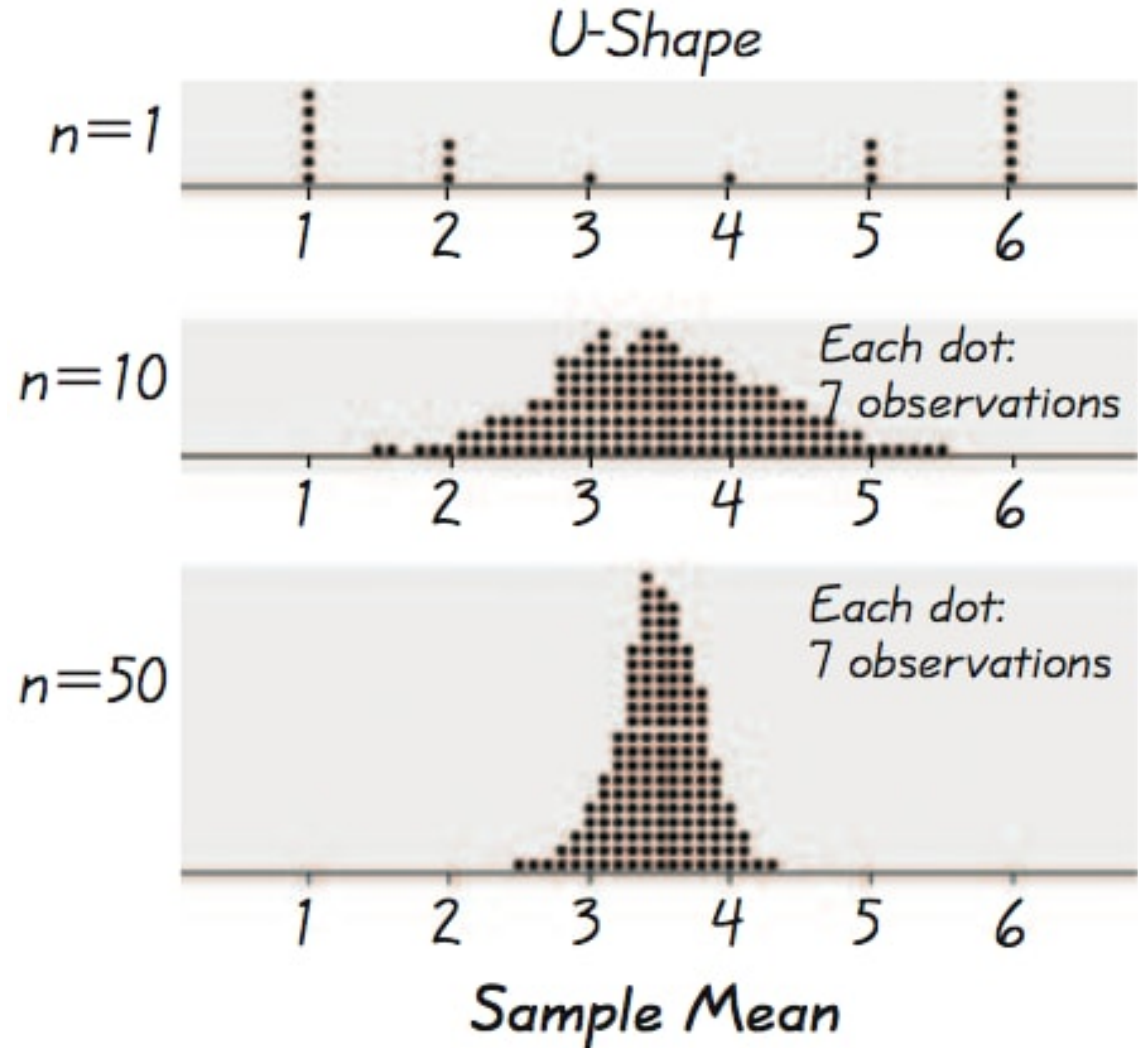 U-Shape
n=1
1 2 3 4 5 6
n=10
Each dot:
7 observations
1 2 3 4 5 6
n=50
Each dot:
7 observations
1 2 3 4 5 6
Sample Mean